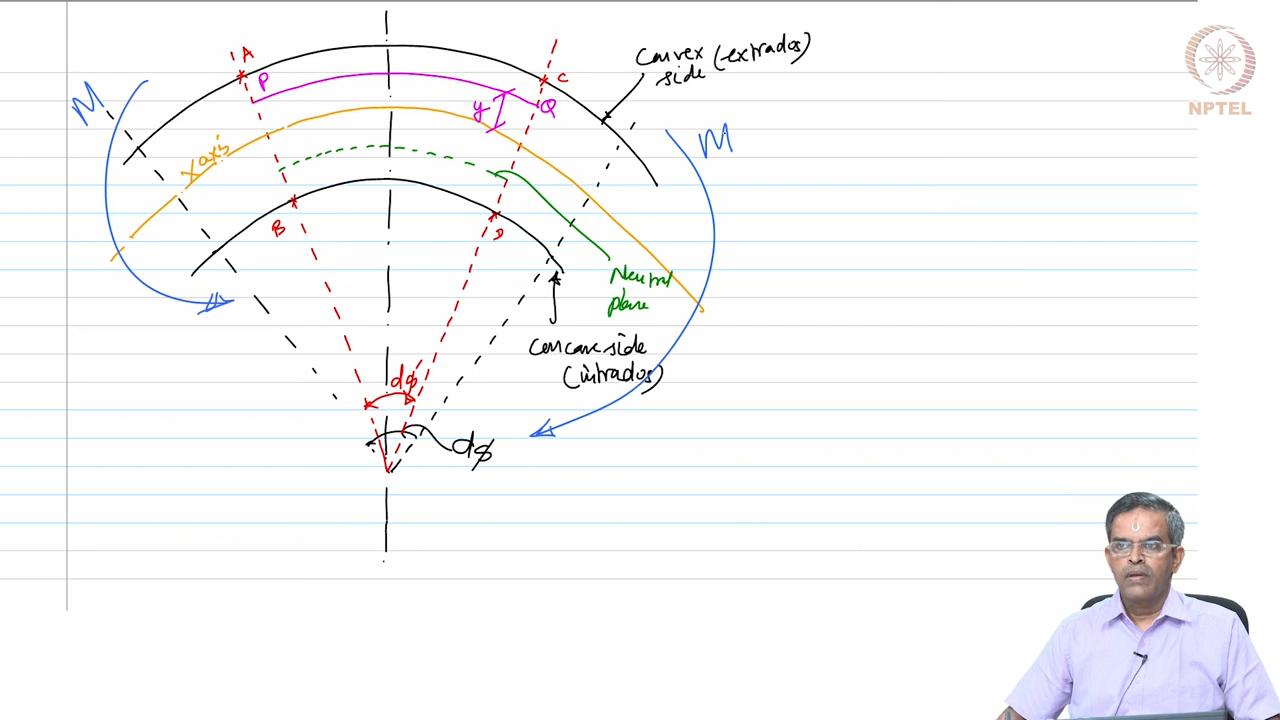 A
C
P
Q
y
M
M
Convex (extrados)
side
x axis
B
D
Neutral
plane
concave side
(intrados)
dφ
dφ
NPTEL